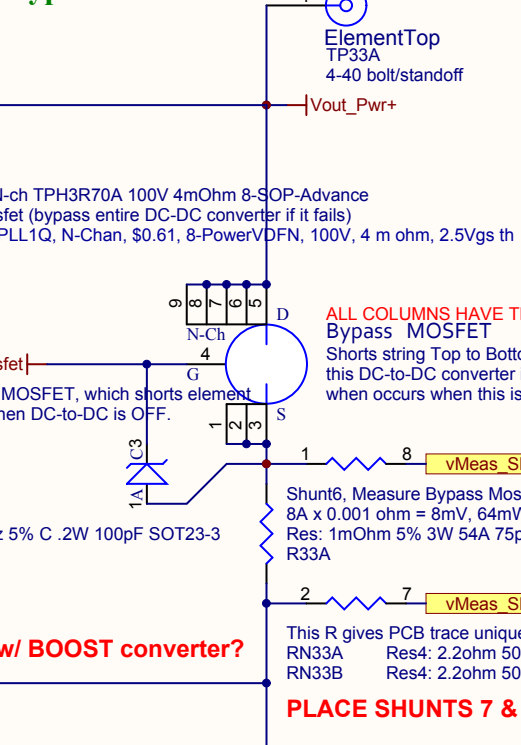 ElementTop
TP33A
4-40 bolt/standoff
Vout_Pwr+
N-ch TPH3R70A 100V 4mOhm 8-SOP-Advance
sfet (bypass entire DC-DC converter if it fails)
PLL1Q, N-Chan, $0.61, 8-PowerVDFN, 100V, 4 m ohm, 2.5Vgs th
9 8 7 6 5
D
N-Ch
4
G
ALL COLUMNS HAVE T
Bypass MOSFET
Shorts string Top to Botto
this DC-to-DC converter i
when occurs when this is
sfet
MOSFET, which shorts element
hen DC-to-DC is OFF.
1 2 3
S
C 3
1 A
1 8
vMeas_S
Shunt6, Measure Bypass Mos
8A x 0.001 ohm = 8mV, 64mW
Res: 1mOhm 5% 3W 54A 75p
R33A
z 5% C .2W 100pF SOT23-3
2 7
vMeas_S
This R gives PCB trace unique
RN33A Res4: 2.2ohm 50
RN33B Res4: 2.2ohm 50
w/ BOOST converter?
PLACE SHUNTS 7 &